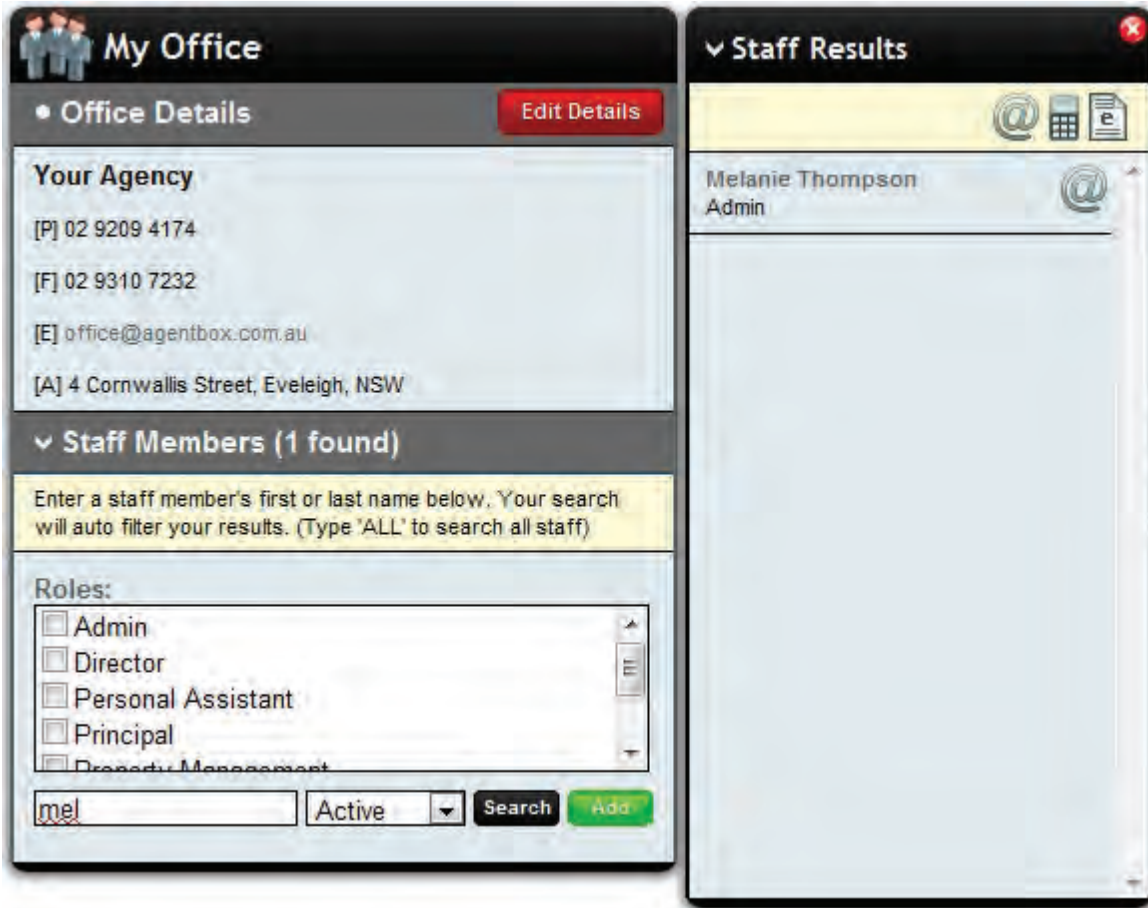 My Office
Office Details
Edit Details
Your Agency
[P] 02 9209 4174
[F] 02 9310 7232
[E] office@agentbox.com.au
[A] 4 Cornwallis Street, Eveleigh, NSW
Staff Members (1 found)
Enter a staff member's first or last name below. Your search
will auto filter your results. (Type 'ALL' to search all staff)
Roles:
Admin
Director
Personal Assistant
Principal
Property Management
mel
Active
Search
Add
Staff Results
@ e
Melanie Thompson @
Admin